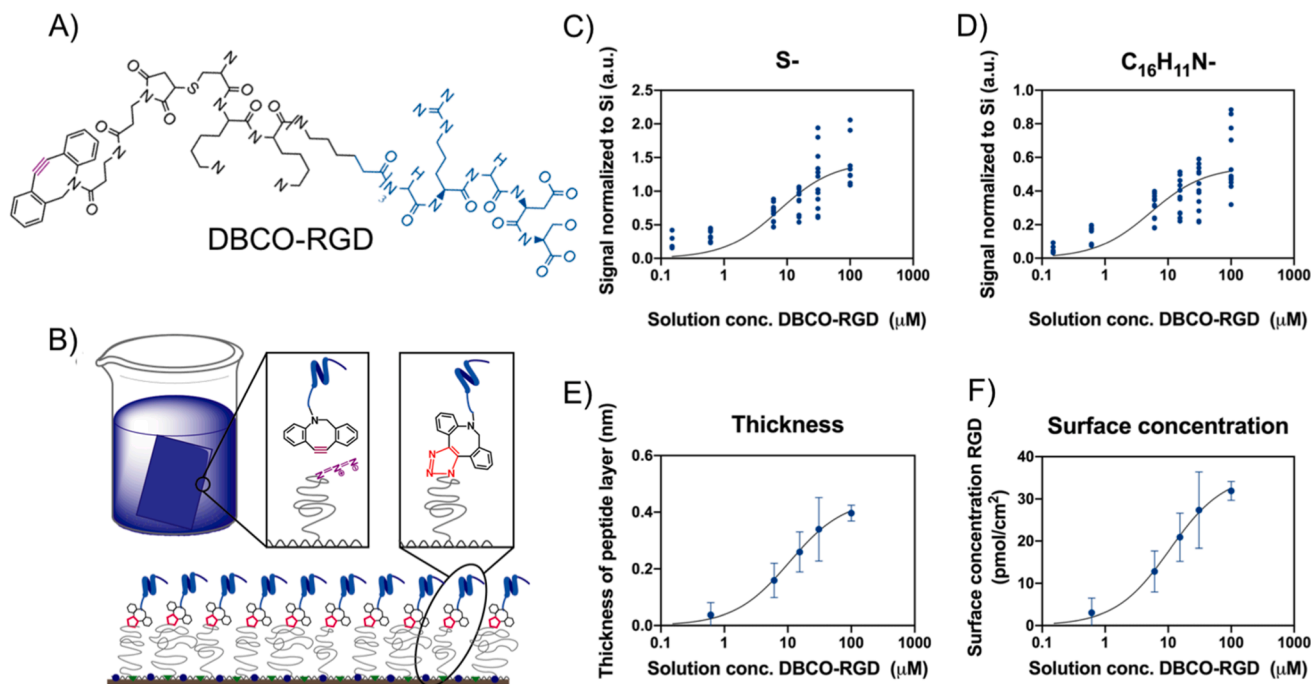 A)
DBCO-RGD
B)
C)
S-
Signal normalized to Si (a.u.)
2.5
2.0
1.5
1.0
0.5
0.0
0.1
1
10
100
1000
Solution conc. DBCO-RGD (μM)
D)
C₁₆H₁₁N-
Signal normalized to Si (a.u.)
1.0
0.8
0.6
0.4
0.2
0.0
0.1
1
10
100
1000
Solution conc. DBCO-RGD (μM)
E)
Thickness
Thickness of peptide layer (nm)
0.6
0.4
0.2
0.0
0.1
1
10
100
1000
Solution conc. DBCO-RGD (μM)
F)
Surface concentration
Surface concentration RGD
(pmol/cm²)
40
30
20
10
0
0.1
1
10
100
1000
Solution conc. DBCO-RGD (μM)